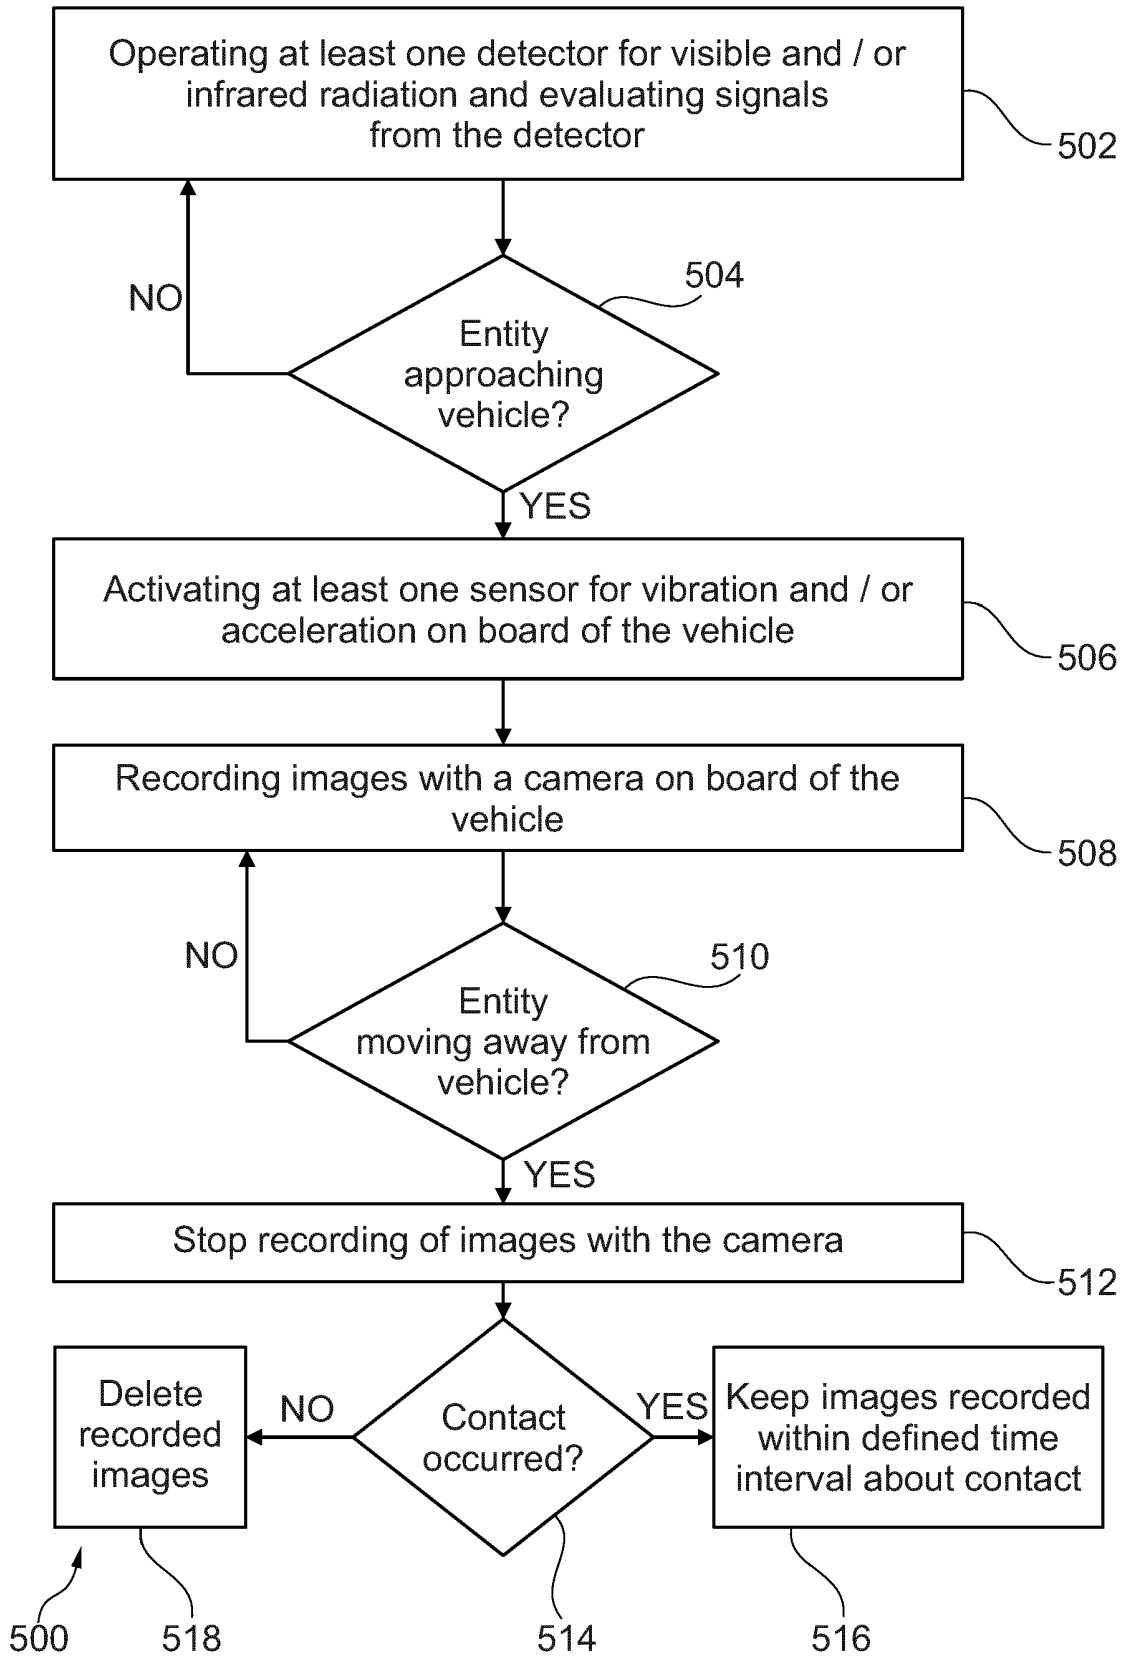 Operating at least one detector for visible and / or
infrared radiation and evaluating signals
from the detector
502
504
NO
Entity
approaching
vehicle?
YES
Activating at least one sensor for vibration and / or
acceleration on board of the vehicle
506
Recording images with a camera on board of the
vehicle
508
NO
510
Entity
moving away from
vehicle?
YES
Stop recording of images with the camera
512
Delete
recorded
images
NO
Contact
occurred?
YES
Keep images recorded
within defined time
interval about contact
500
518
514
516